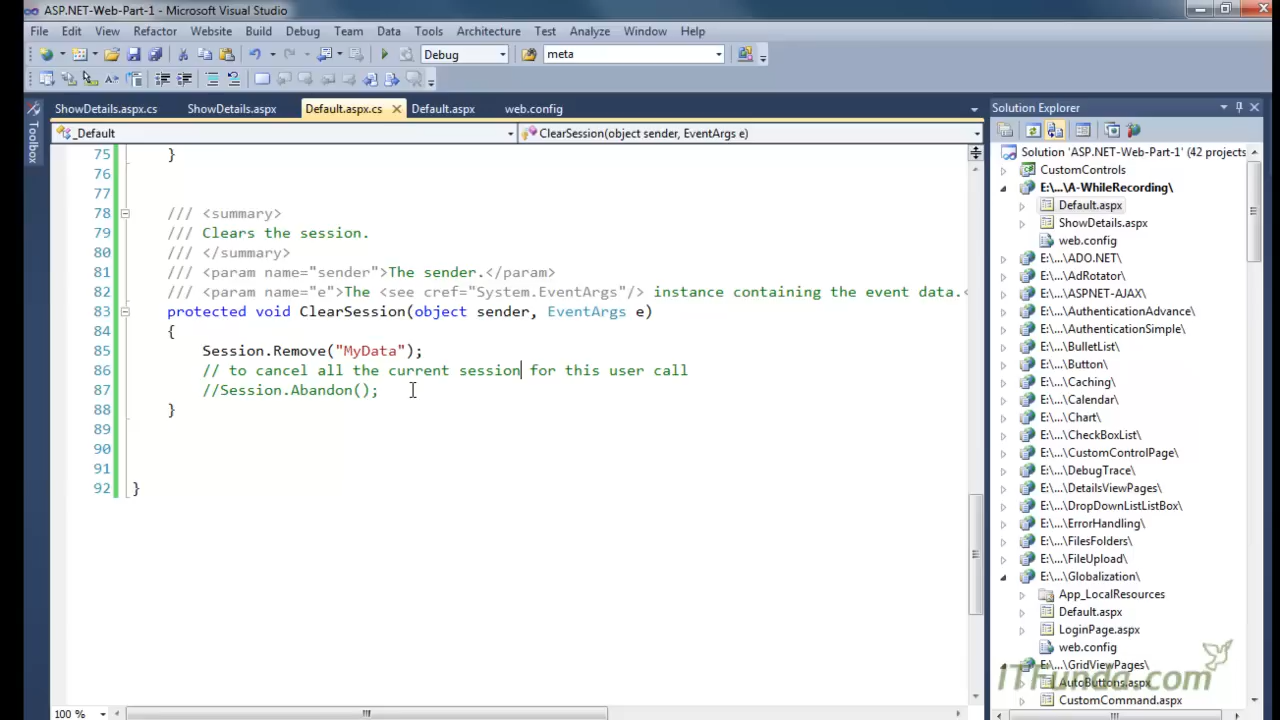 ASP.NET-Web-Part-1 - Microsoft Visual Studio
File Edit View Refactor Website Build Debug Team Data Tools Architecture Test Analyze Window Help
Debug meta
ShowDetails.aspx.cs ShowDetails.aspx Default.aspx.cs Default.aspx web.config
_Default ClearSession(object sender, EventArgs e)
Toolbox
75 }
76
77
78 /// <summary>
79 /// Clears the session.
80 /// </summary>
81 /// <param name="sender">The sender.</param>
82 /// <param name="e">The <see cref="System.EventArgs"/> instance containing the event data.<
83 protected void ClearSession(object sender, EventArgs e)
84 {
85 Session.Remove("MyData");
86 // to cancel all the current session for this user call
87 //Session.Abandon();
88 }
89
90
91
92 }
100 %
Solution Explorer
Solution 'ASP.NET-Web-Part-1' (42 projects
CustomControls
E:\...\A-WhileRecording\
Default.aspx
ShowDetails.aspx
web.config
E:\...\ADO.NET\
E:\...\AdRotator\
E:\...\ASPNET-AJAX\
E:\...\AuthenticationAdvance\
E:\...\AuthenticationSimple\
E:\...\BulletList\
E:\...\Button\
E:\...\Caching\
E:\...\Calendar\
E:\...\Chart\
E:\...\CheckBoxList\
E:\...\CustomControlPage\
E:\...\DebugTrace\
E:\...\DetailsViewPages\
E:\...\DropDownListListBox\
E:\...\ErrorHandling\
E:\...\FilesFolders\
E:\...\FileUpload\
E:\...\Globalization\
App_LocalResources
Default.aspx
LoginPage.aspx
web.config
E:\...\GridViewPages\
AutoButtons.aspx
CustomCommand.aspx
ITFunda.com